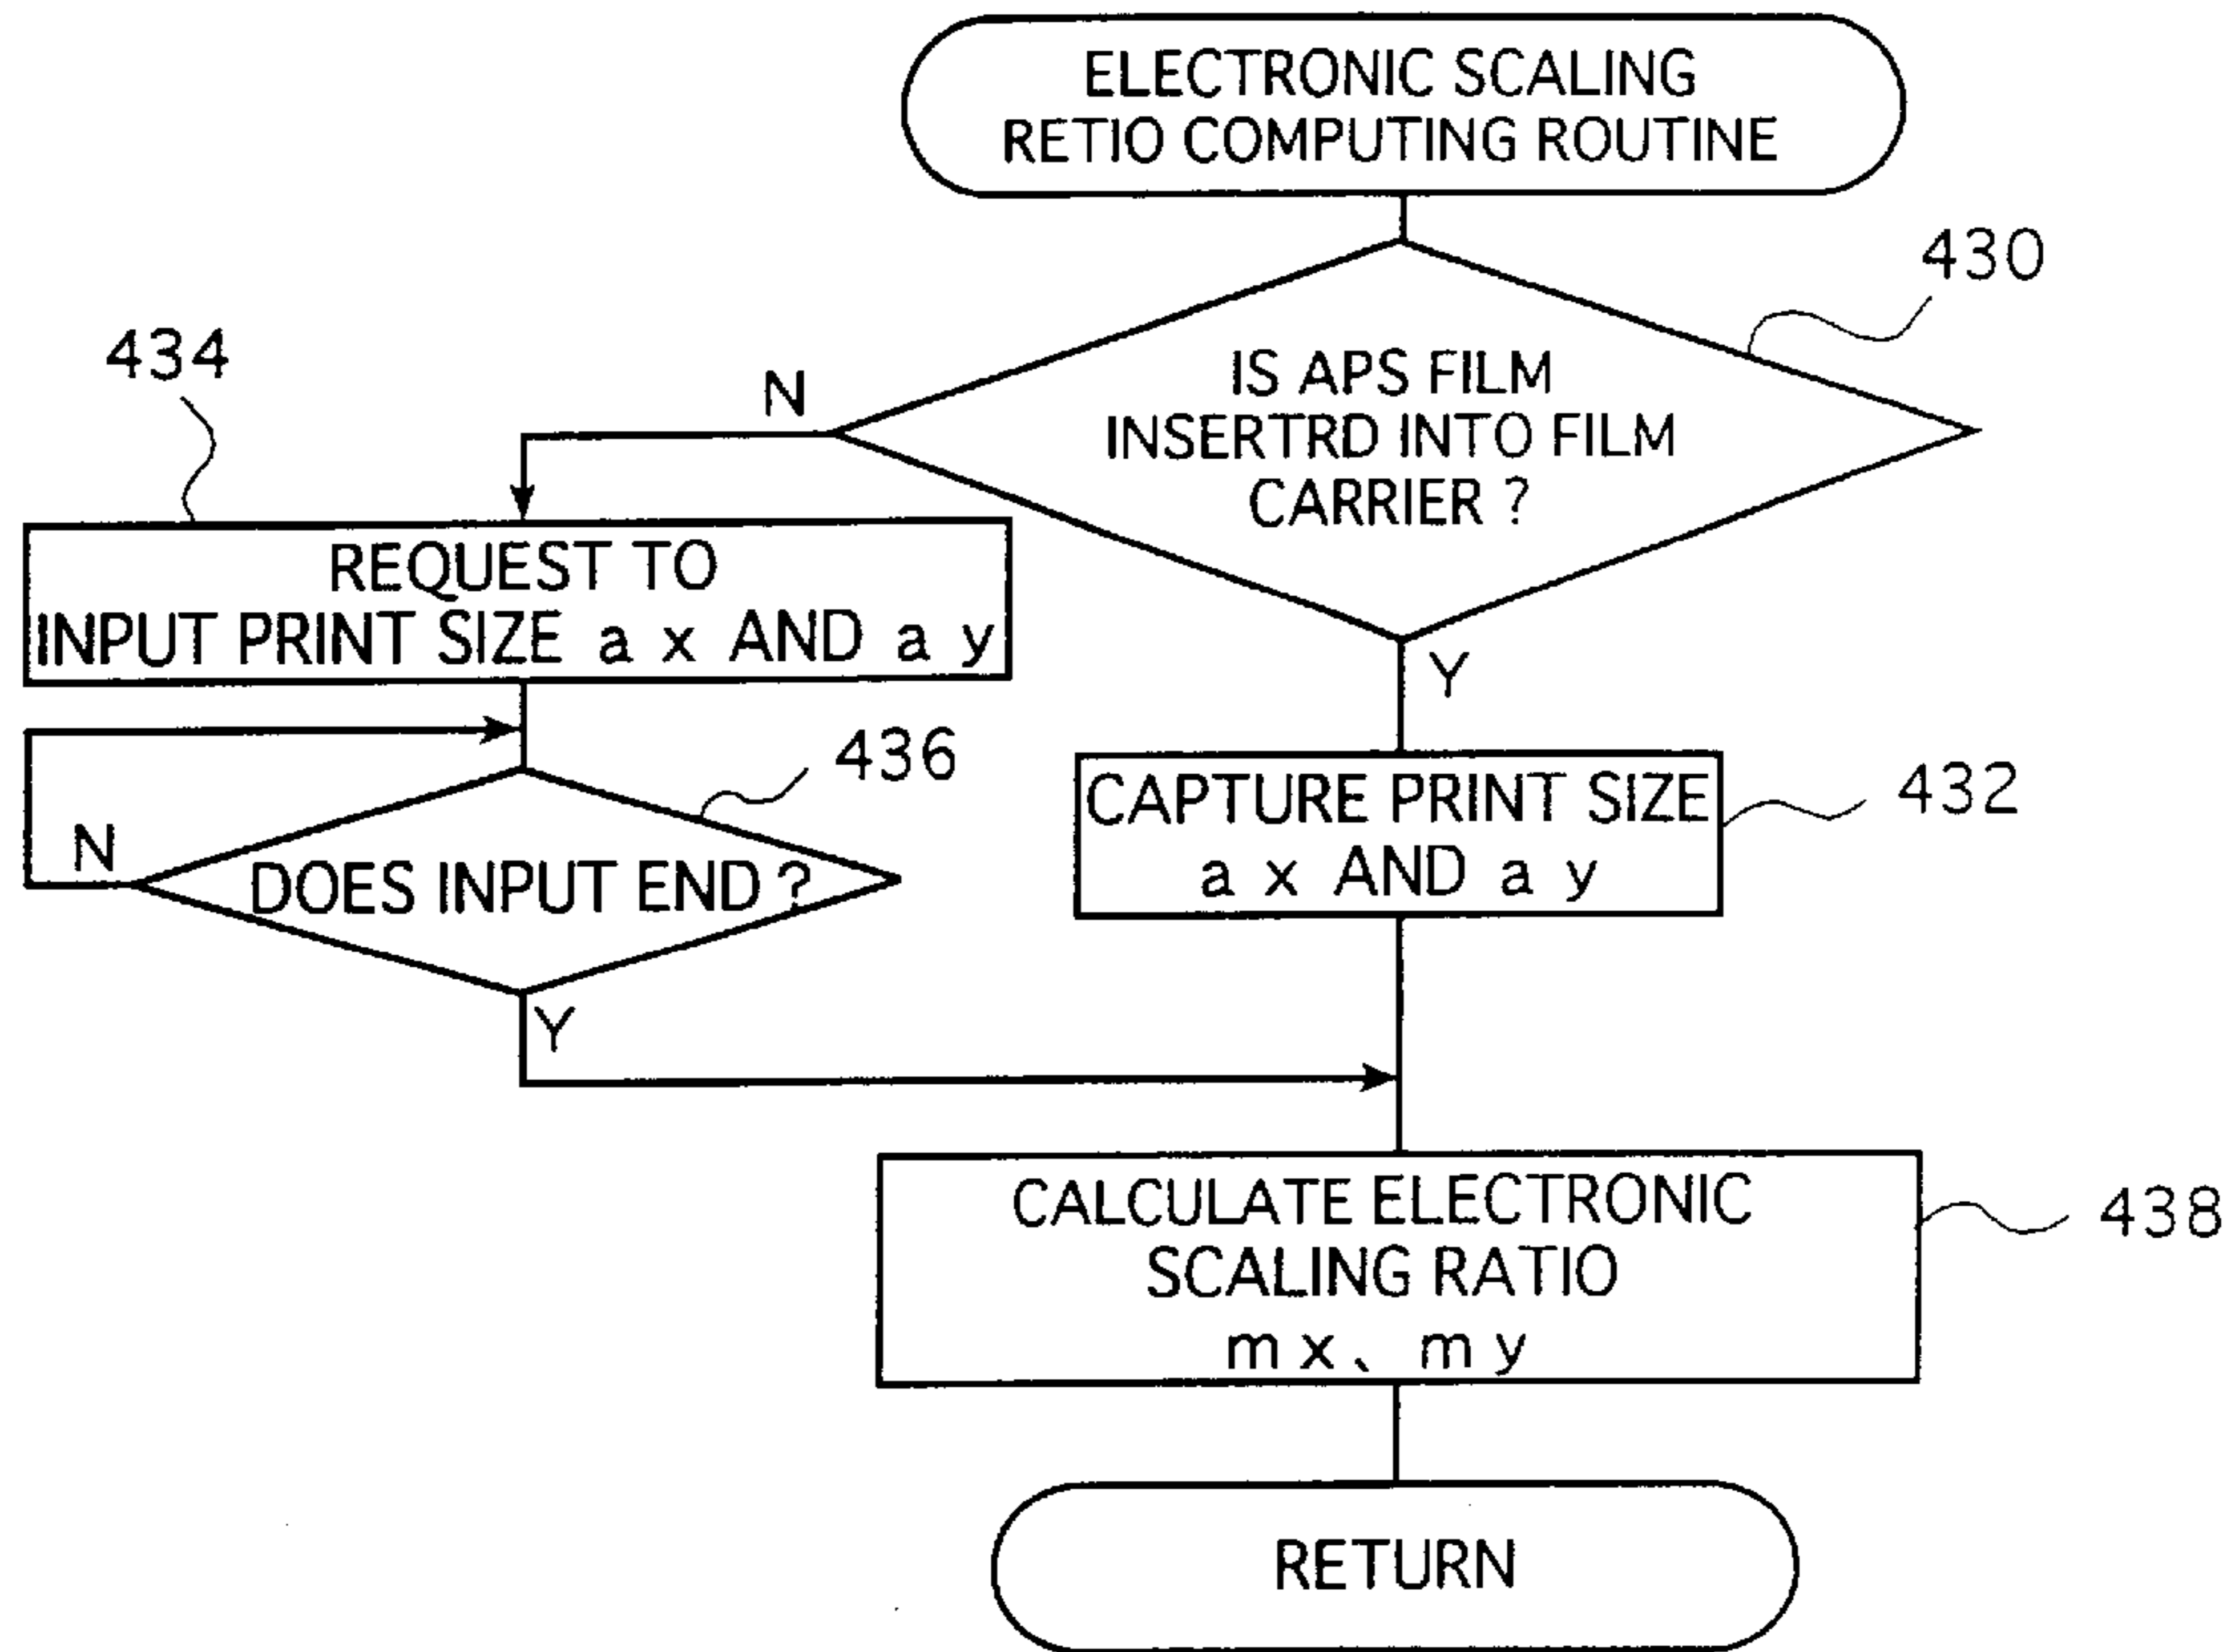 ELECTRONIC SCALING
RETIO COMPUTING ROUTINE
430
IS APS FILM
INSERTRD INTO FILM
CARRIER ?
N
Y
434
REQUEST TO
INPUT PRINT SIZE a x AND a y
436
DOES INPUT END ?
N
Y
CAPTURE PRINT SIZE
a x AND a y
432
CALCULATE ELECTRONIC
SCALING RATIO
m x、 m y
438
RETURN